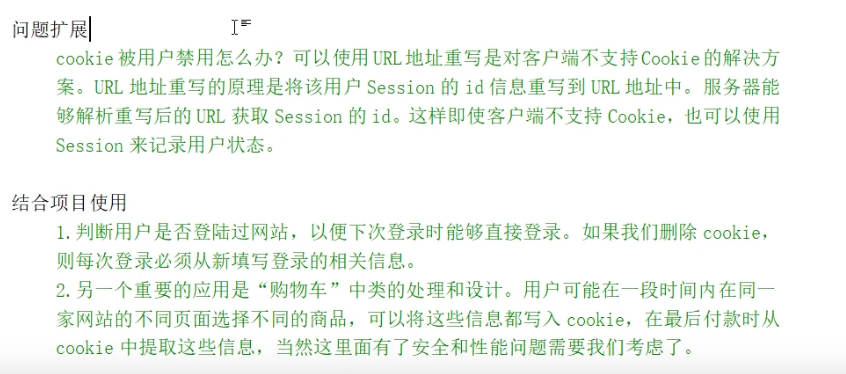 问题扩展
cookie 被用户禁用怎么办？可以使用 URL 地址重写是对客户端不支持 Cookie 的解决方
案。URL 地址重写的原理是将该用户 Session 的 id 信息重写到 URL 地址中。服务器能
够解析重写后的 URL 获取 Session 的 id。这样即使客户端不支持 Cookie，也可以使用
Session 来记录用户状态。
结合项目使用
1.判断用户是否登陆过网站，以便下次登录时能够直接登录。如果我们删除 cookie，
则每次登录必须从新填写登录的相关信息。
2.另一个重要的应用是“购物车”中类的处理和设计。用户可能在一段时间内在同一
家网站的不同页面选择不同的商品，可以将这些信息都写入 cookie，在最后付款时从
cookie 中提取这些信息，当然这里面有了安全和性能问题需要我们考虑了。